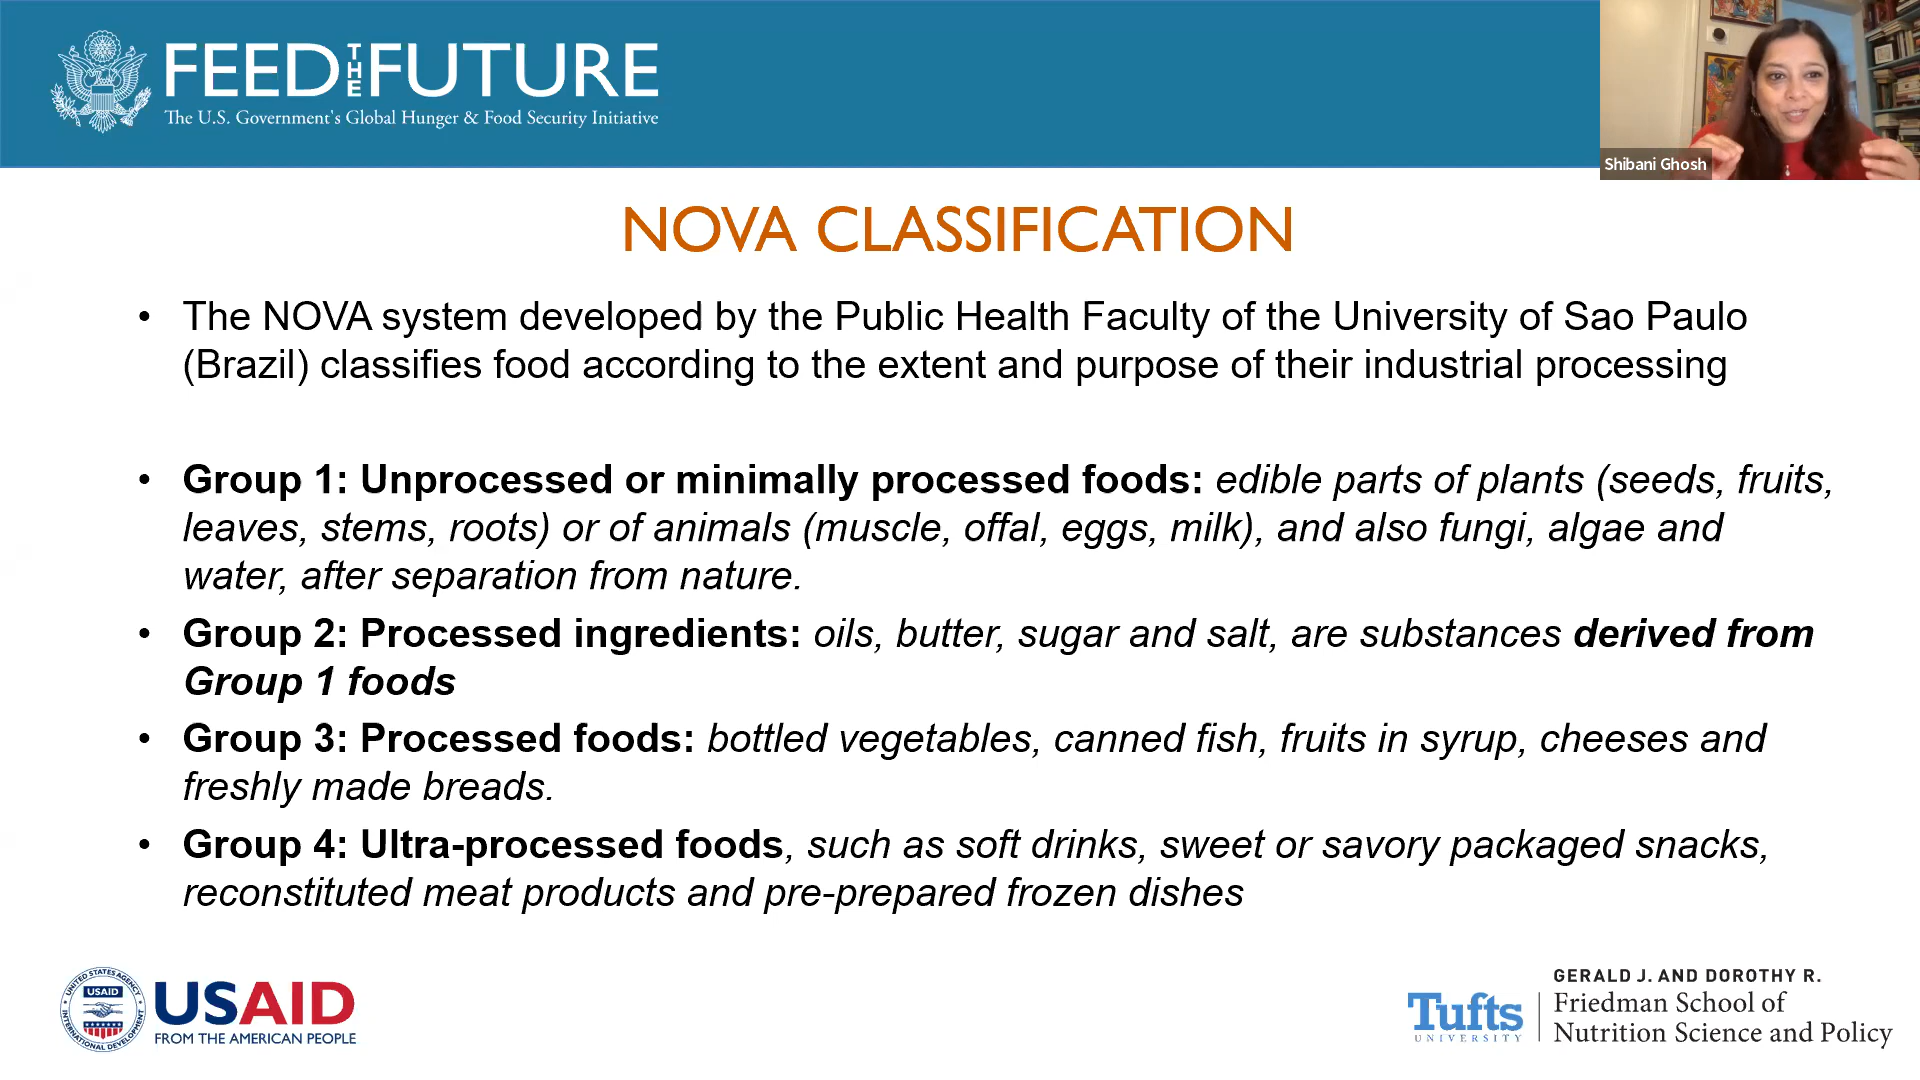 FEED THE FUTURE
The U.S. Government's Global Hunger & Food Security Initiative
Shibani Ghosh
NOVA CLASSIFICATION
• The NOVA system developed by the Public Health Faculty of the University of Sao Paulo
(Brazil) classifies food according to the extent and purpose of their industrial processing
• Group 1: Unprocessed or minimally processed foods: edible parts of plants (seeds, fruits,
leaves, stems, roots) or of animals (muscle, offal, eggs, milk), and also fungi, algae and
water, after separation from nature.
• Group 2: Processed ingredients: oils, butter, sugar and salt, are substances derived from
Group 1 foods
• Group 3: Processed foods: bottled vegetables, canned fish, fruits in syrup, cheeses and
freshly made breads.
• Group 4: Ultra-processed foods, such as soft drinks, sweet or savory packaged snacks,
reconstituted meat products and pre-prepared frozen dishes
UNITED STATES AGENCY
USAID
INTERNATIONAL DEVELOPMENT
USAID
FROM THE AMERICAN PEOPLE
Tufts
UNIVERSITY
GERALD J. AND DOROTHY R.
Friedman School of
Nutrition Science and Policy